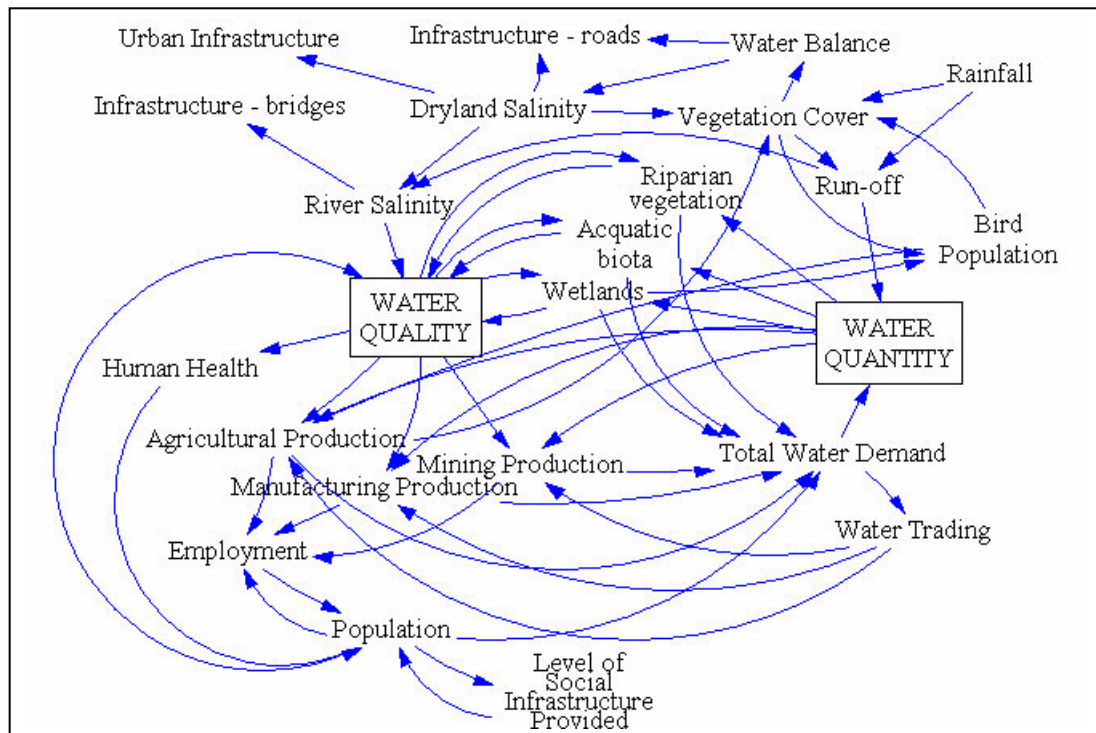 Urban Infrastructure
Infrastructure - roads
Water Balance
Rainfall
Infrastructure - bridges
Dryland Salinity
Vegetation Cover
Riparian
vegetation
Run-off
River Salinity
Bird
Population
Acquatic
biota
WATER
QUALITY
Wetlands
WATER
QUANTITY
Human Health
Agricultural Production
Mining Production
Total Water Demand
Manufacturing Production
Water Trading
Employment
Population
Level of
Social
Infrastructure
Provided